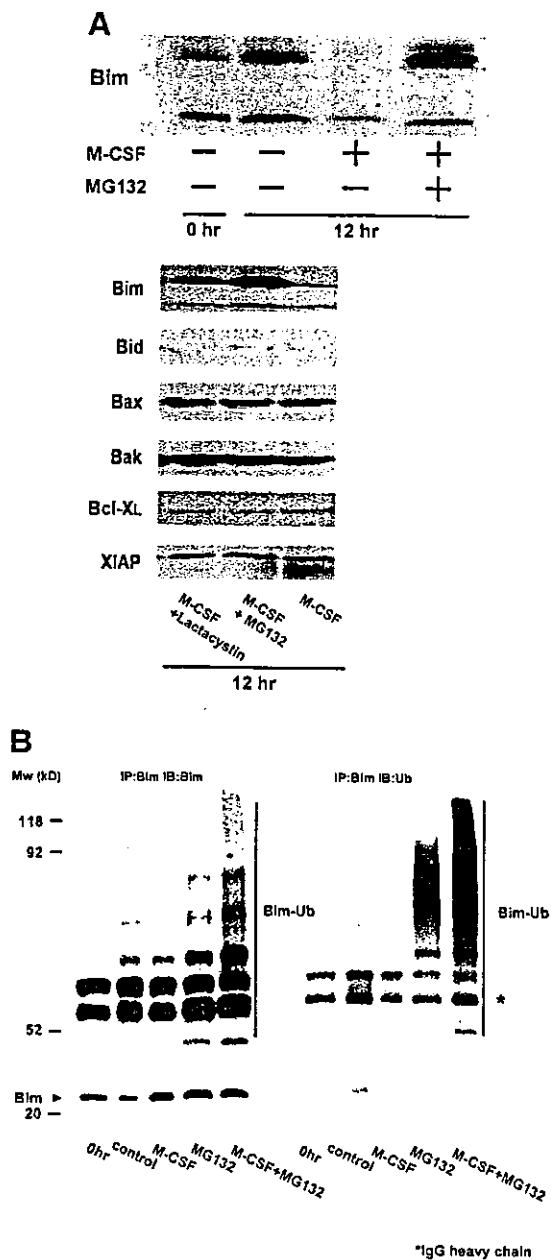 A
Bim
M-CSF − − + +
MG132 − − − +
0 hr 12 hr
Bim
Bid
Bax
Bak
Bcl-XL
XIAP
M-CSF +Lactacystin
M-CSF + MG132
M-CSF
12 hr
B
Mw (kD) IP:Bim IB:Bim IP:Bim IB:Ub
118
92
Bim-Ub Bim-Ub
*
52
Bim
20
0hr control M-CSF MG132 M-CSF+MG132 0hr control M-CSF MG132 M-CSF+MG132
*IgG heavy chain